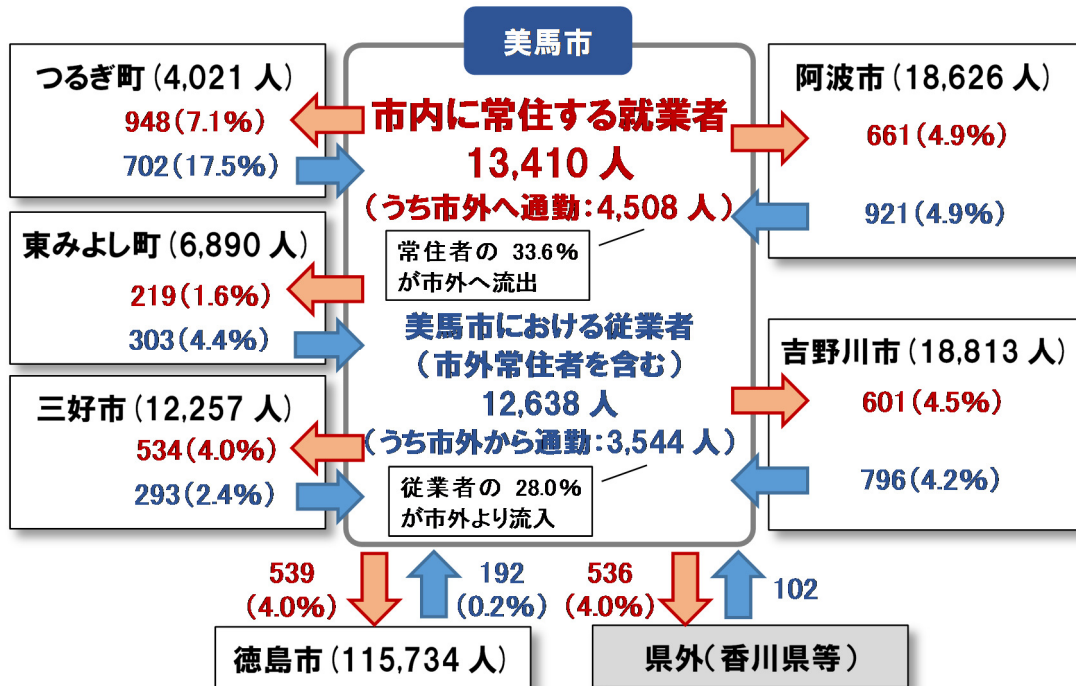 美馬市
つるぎ町(4,021 人)
948(7.1%)
702(17.5%)
東みよし町(6,890 人)
219(1.6%)
303(4.4%)
三好市(12,257 人)
534(4.0%)
293(2.4%)
市内に常住する就業者
13,410 人
(うち市外へ通勤:4,508 人)
常住者の 33.6%
が市外へ流出
美馬市における従業者
(市外常住者を含む)
12,638 人
(うち市外から通勤:3,544 人)
従業者の 28.0%
が市外より流入
阿波市(18,626 人)
661(4.9%)
921(4.9%)
吉野川市(18,813 人)
601(4.5%)
796(4.2%)
539
(4.0%)
192
(0.2%)
536
(4.0%)
102
徳島市(115,734 人)
県外(香川県等)